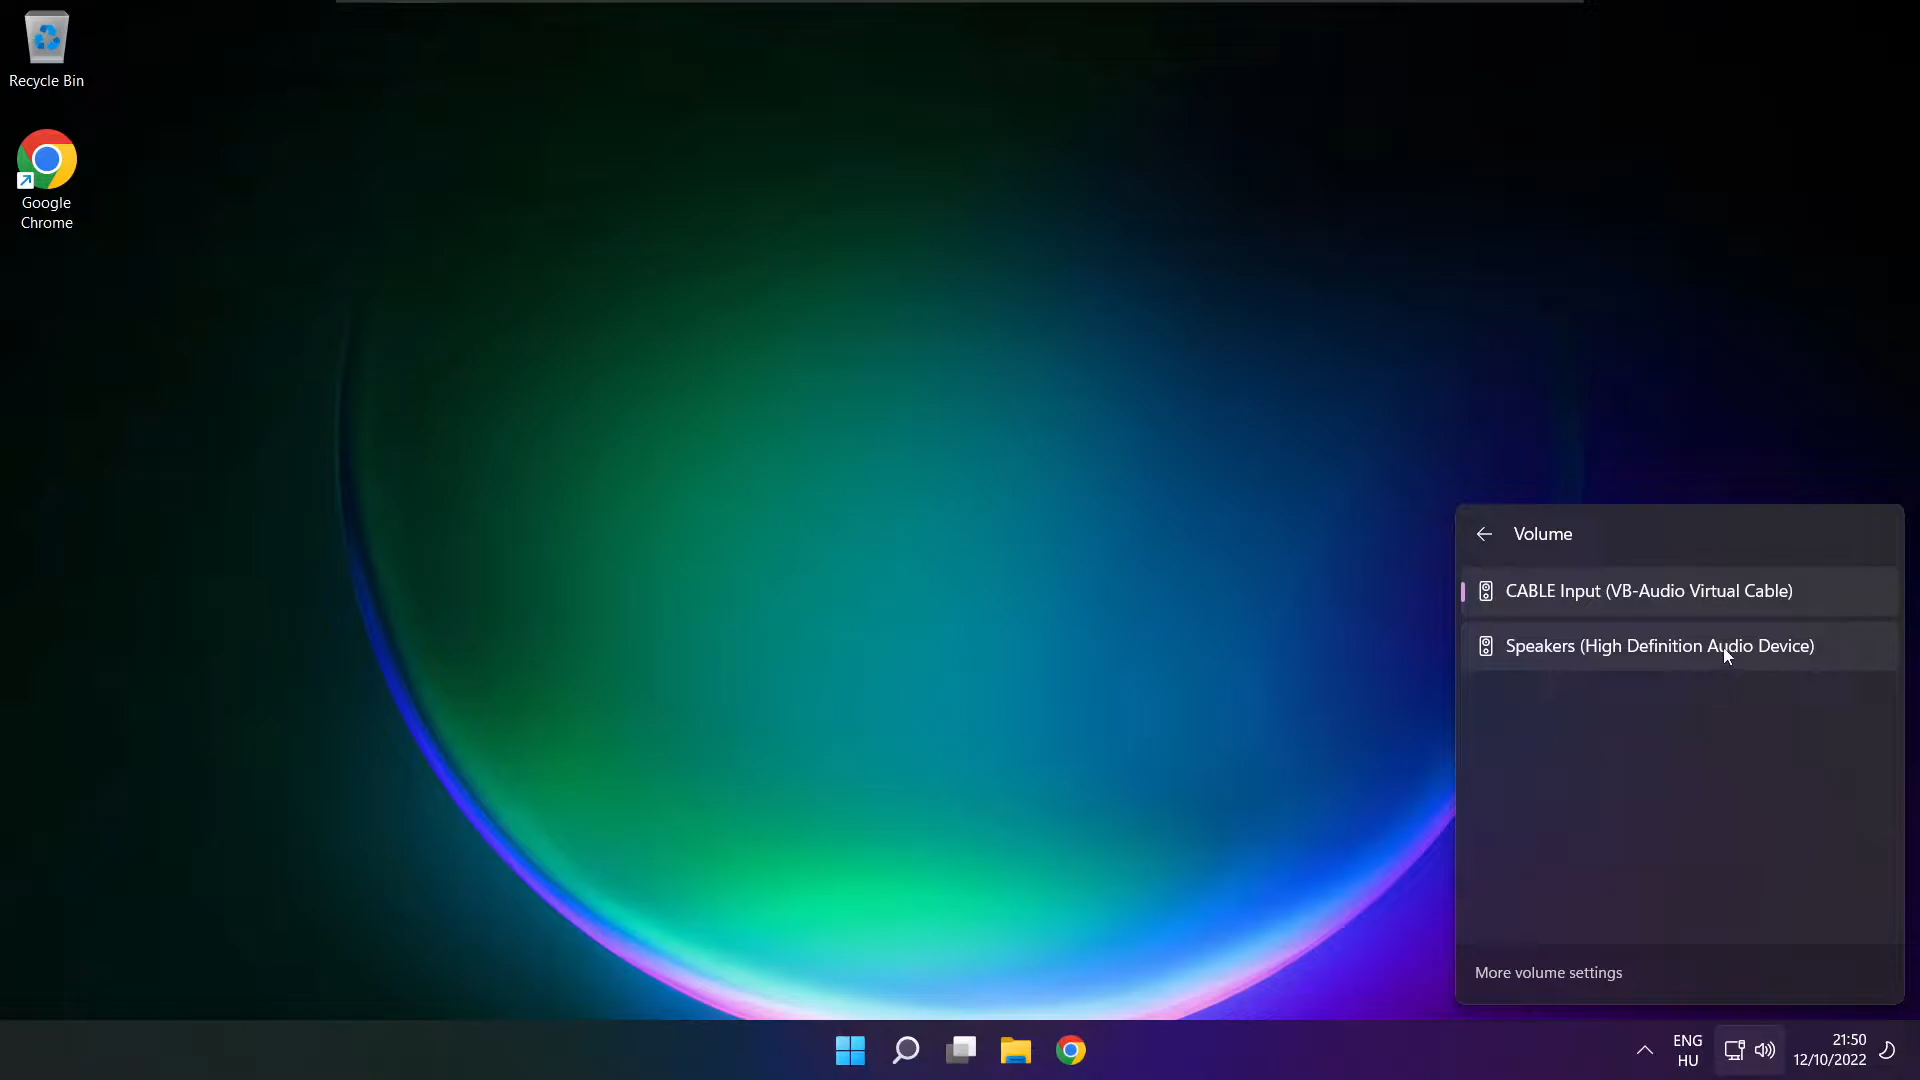 Recycle Bin
Google
Chrome
Volume
CABLE Input (VB-Audio Virtual Cable)
Speakers (High Definition Audio Device)
More volume settings
ENG
HU
21:50
12/10/2022